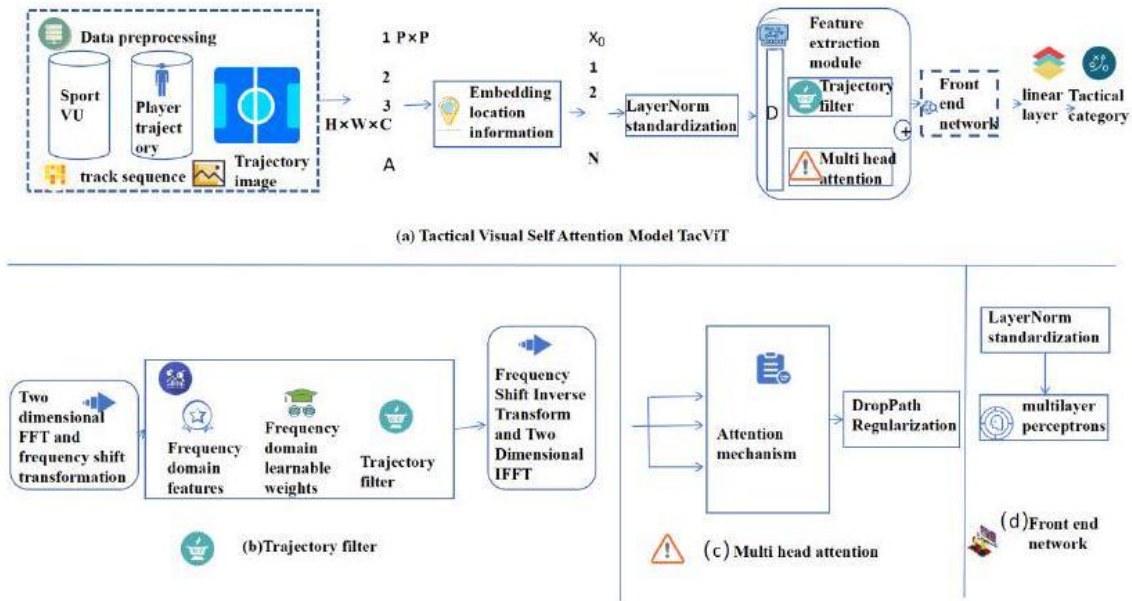 Data preprocessing
Sport
VU
Player
traject
ory
track sequence
Trajectory
image
1 P×P
2
3
H×W×C
A
Embedding
location
information
X₀
1
2
N
LayerNorm
standardization
D
Feature
extraction
module
Trajectory
filter
+
Multi head
attention
Front
end
network
linear
layer
Tactical
category
(a) Tactical Visual Self Attention Model TacViT
Two
dimensional
FFT and
frequency shift
transformation
Frequency
domain
features
Frequency
domain
learnable
weights
Trajectory
filter
Frequency
Shift Inverse
Transform
and Two
Dimensional
IFFT
(b)Trajectory filter
Attention
mechanism
DropPath
Regularization
(c) Multi head attention
LayerNorm
standardization
multilayer
perceptrons
(d)Front end
network